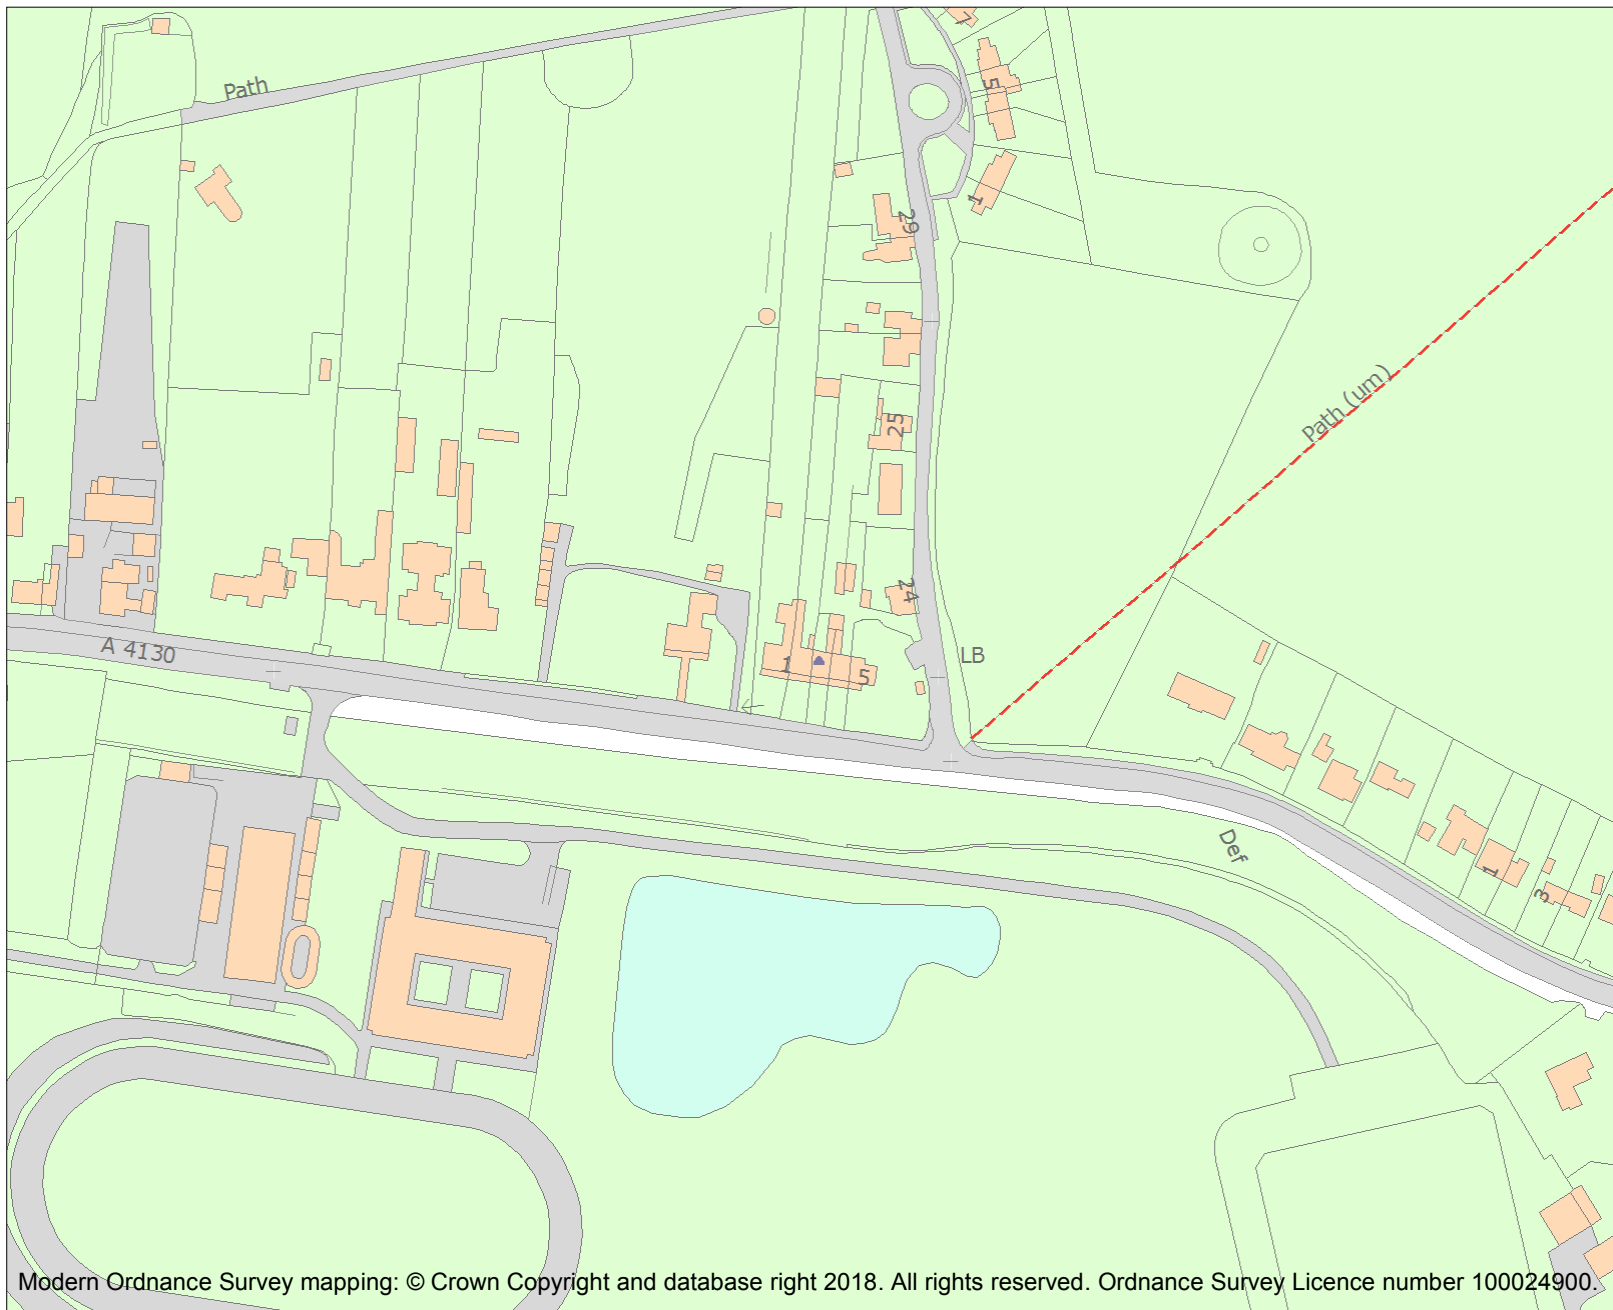 7
5
Path
1
29
25
Path (um)
24
A 4130
LB
1
5
Def
1
3
Modern Ordnance Survey mapping: © Crown Copyright and database right 2018. All rights reserved. Ordnance Survey Licence number 100024900.